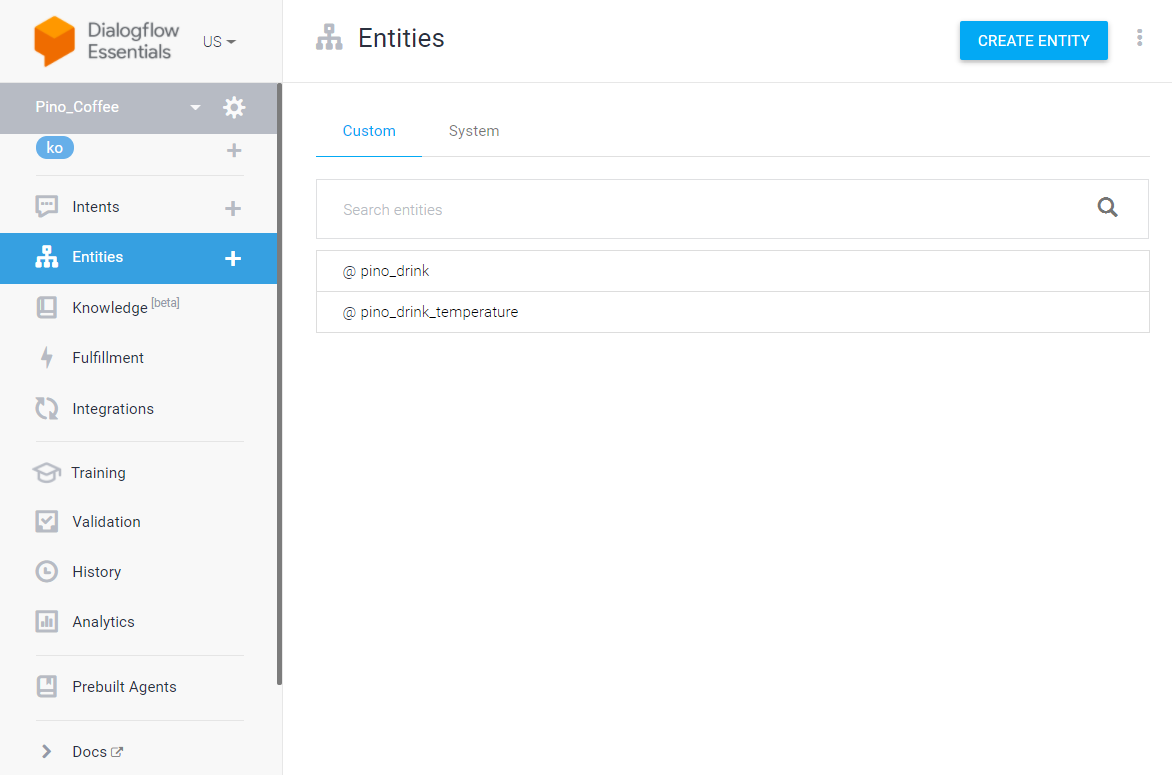 Dialogflow
Essentials
US
Pino_Coffee
ko
Intents
Entities
Knowledge [beta]
Fulfillment
Integrations
Training
Validation
History
Analytics
Prebuilt Agents
Docs
Entities
CREATE ENTITY
Custom
System
Search entities
@ pino_drink
@ pino_drink_temperature